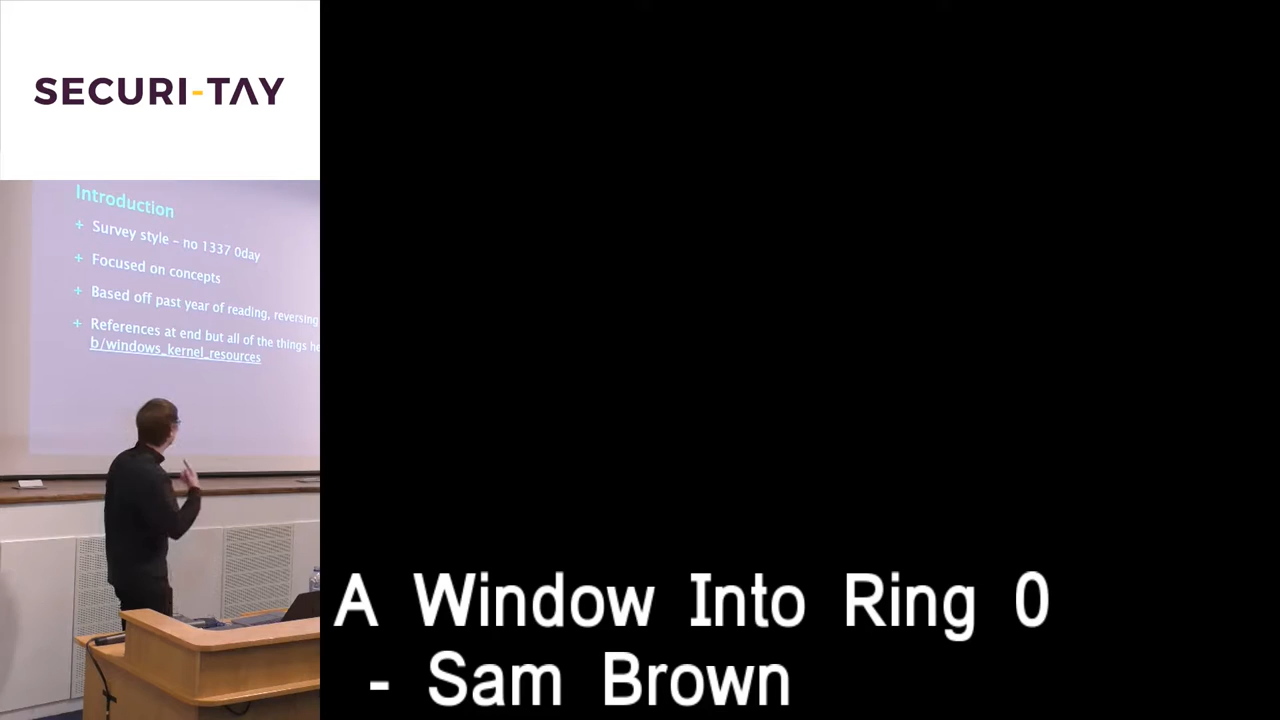 SECURI-TAY
Introduction
+ Survey style – no 1337 0day
+ Focused on concepts
+ Based off past year of reading, reversing
+ References at end but all of the things he
b/windows_kernel_resources
A Window Into Ring 0
- Sam Brown